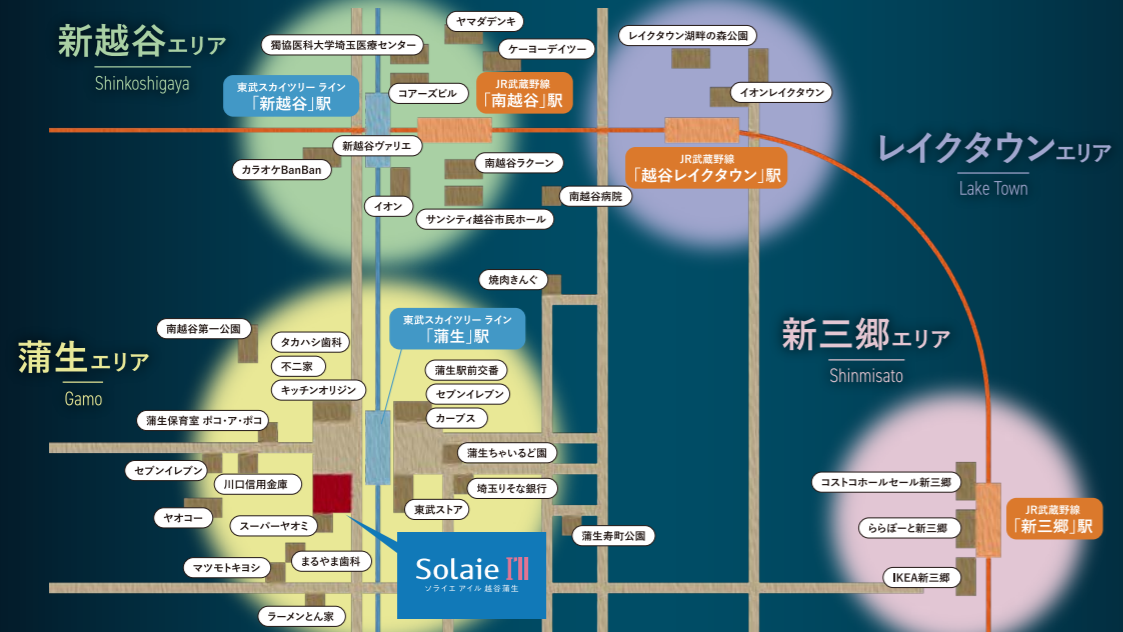 新越谷エリア
Shinkoshigaya
獨協医科大学埼玉医療センター
ヤマダデンキ
ケーヨーデイツー
東武スカイツリー ライン
「新越谷」駅
コアーズビル
JR武蔵野線
「南越谷」駅
新越谷ヴァリエ
カラオケBanBan
イオン
南越谷ラクーン
サンシティ越谷市民ホール
南越谷病院
レイクタウン湖畔の森公園
イオンレイクタウン
JR武蔵野線
「越谷レイクタウン」駅
レイクタウンエリア
Lake Town
焼肉きんぐ
蒲生エリア
Gamo
南越谷第一公園
タカハシ歯科
不二家
キッチンオリジン
東武スカイツリー ライン
「蒲生」駅
蒲生駅前交番
セブンイレブン
カーブス
蒲生保育室 ポコ・ア・ポコ
セブンイレブン
川口信用金庫
ヤオコー
スーパーヤオミ
マツモトキヨシ
まるやま歯科
ラーメンとん家
蒲生ちゃいるど園
埼玉りそな銀行
東武ストア
蒲生寿町公園
Solaie I'll
ソライエ アイル 越谷蒲生
新三郷エリア
Shinmisato
コストコホールセール新三郷
ららぽーと新三郷
IKEA新三郷
JR武蔵野線
「新三郷」駅